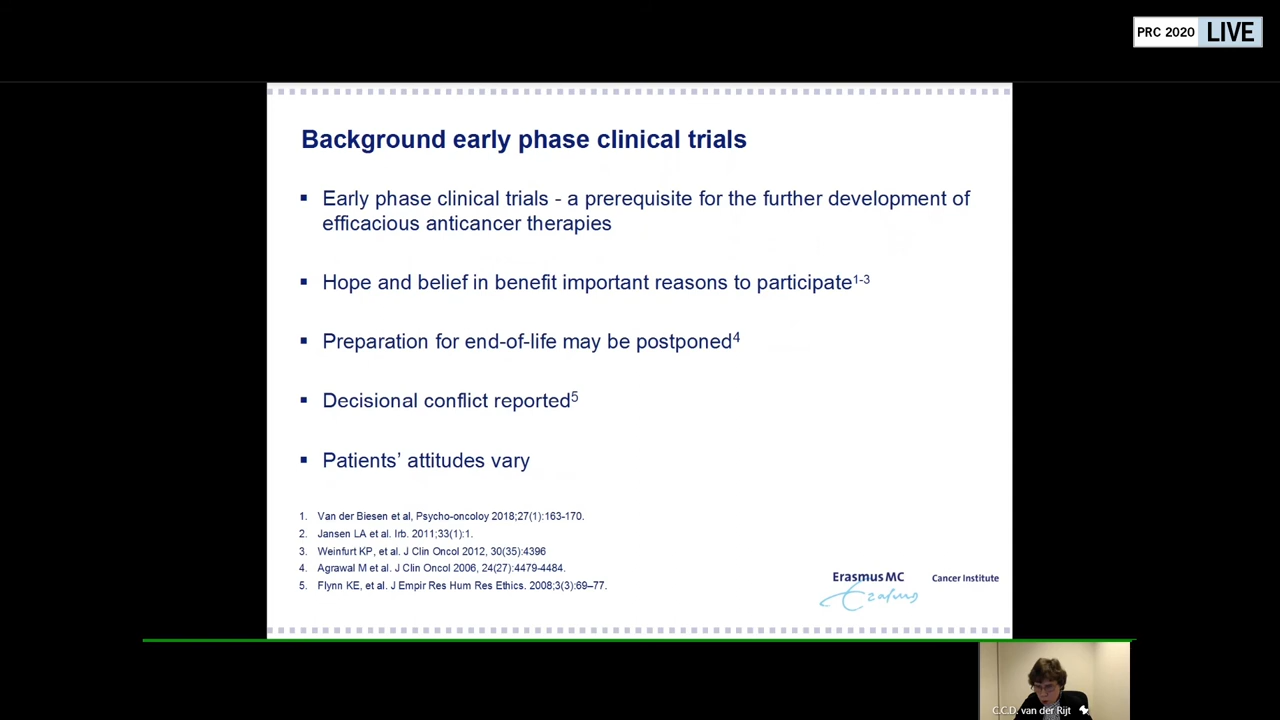 PRC 2020 LIVE
Background early phase clinical trials
▪ Early phase clinical trials - a prerequisite for the further development of
efficacious anticancer therapies
▪ Hope and belief in benefit important reasons to participate1-3
▪ Preparation for end-of-life may be postponed4
▪ Decisional conflict reported5
▪ Patients’ attitudes vary
1. Van der Biesen et al, Psycho-oncoloy 2018;27(1):163-170.
2. Jansen LA et al. Irb. 2011;33(1):1.
3. Weinfurt KP, et al. J Clin Oncol 2012, 30(35):4396
4. Agrawal M et al. J Clin Oncol 2006, 24(27):4479-4484.
5. Flynn KE, et al. J Empir Res Hum Res Ethics. 2008;3(3):69–77.
Erasmus MC Cancer Institute
Erasmus
C.C.D. van der Rijt